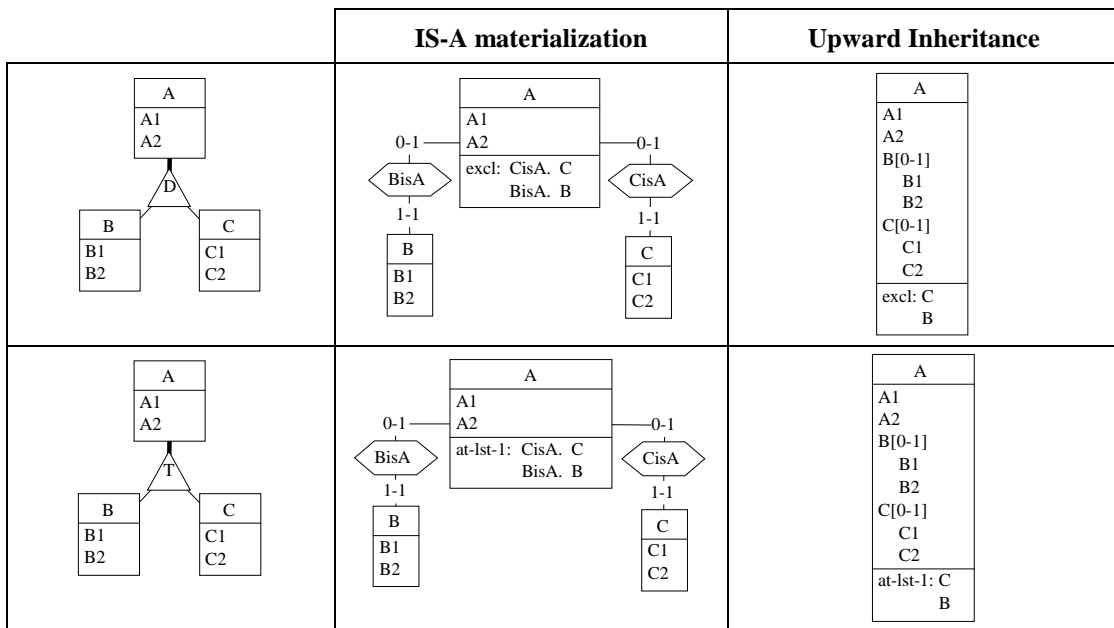 IS-A materialization
Upward Inheritance
A
A1
A2
D
B
B1
B2
C
C1
C2
A
A1
A2
excl: CisA. C
BisA. B
0-1
0-1
BisA
CisA
1-1
1-1
B
B1
B2
C
C1
C2
A
A1
A2
B[0-1]
B1
B2
C[0-1]
C1
C2
excl: C
B
A
A1
A2
T
B
B1
B2
C
C1
C2
A
A1
A2
at-lst-1: CisA. C
BisA. B
0-1
0-1
BisA
CisA
1-1
1-1
B
B1
B2
C
C1
C2
A
A1
A2
B[0-1]
B1
B2
C[0-1]
C1
C2
at-lst-1: C
B